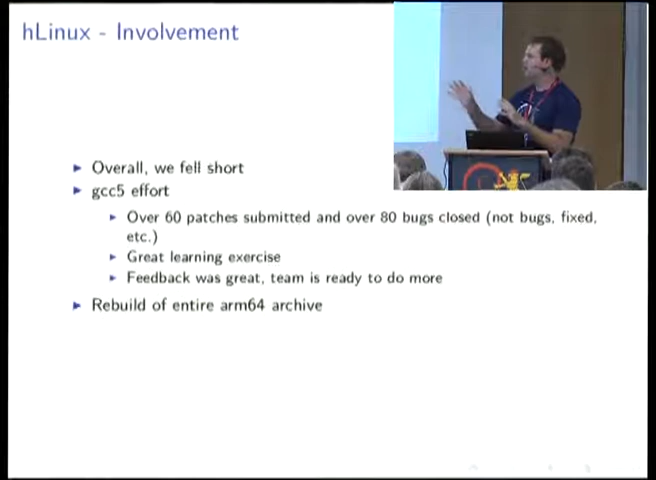 hLinux - Involvement
Overall, we fell short
gcc5 effort
Over 60 patches submitted and over 80 bugs closed (not bugs, fixed,
etc.)
Great learning exercise
Feedback was great, team is ready to do more
Rebuild of entire arm64 archive